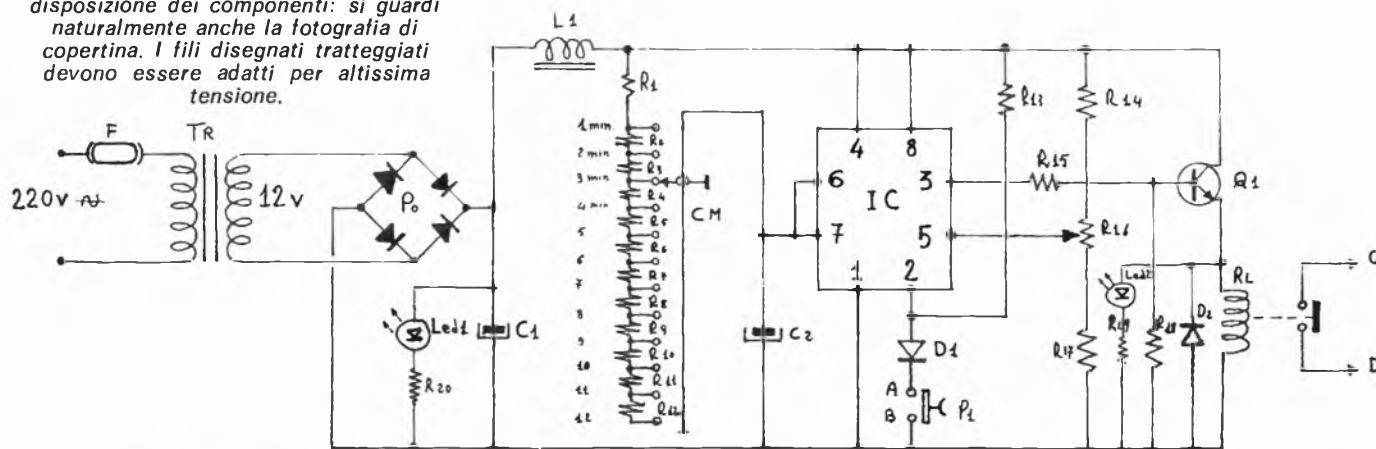 disposizione dei componenti: si guardi
naturalmente anche la fotografia di
copertina. I fili disegnati tratteggiati
devono essere adatti per altissima
tensione.
F
TR
220v
12v
Po
Led1
R20
C1
L1
R1
1 min
2 min
3 min
4 min
5
6
7
8
9
10
11
12
R2
R3
R4
R5
R6
R7
R8
R9
R10
R11
R12
CM
C2
4 8
6 3
IC
7 5
1 2
D1
A
B
P1
R13
R14
R15
R16
R17
Q1
Led2
R19
R18
D2
RL
C
D